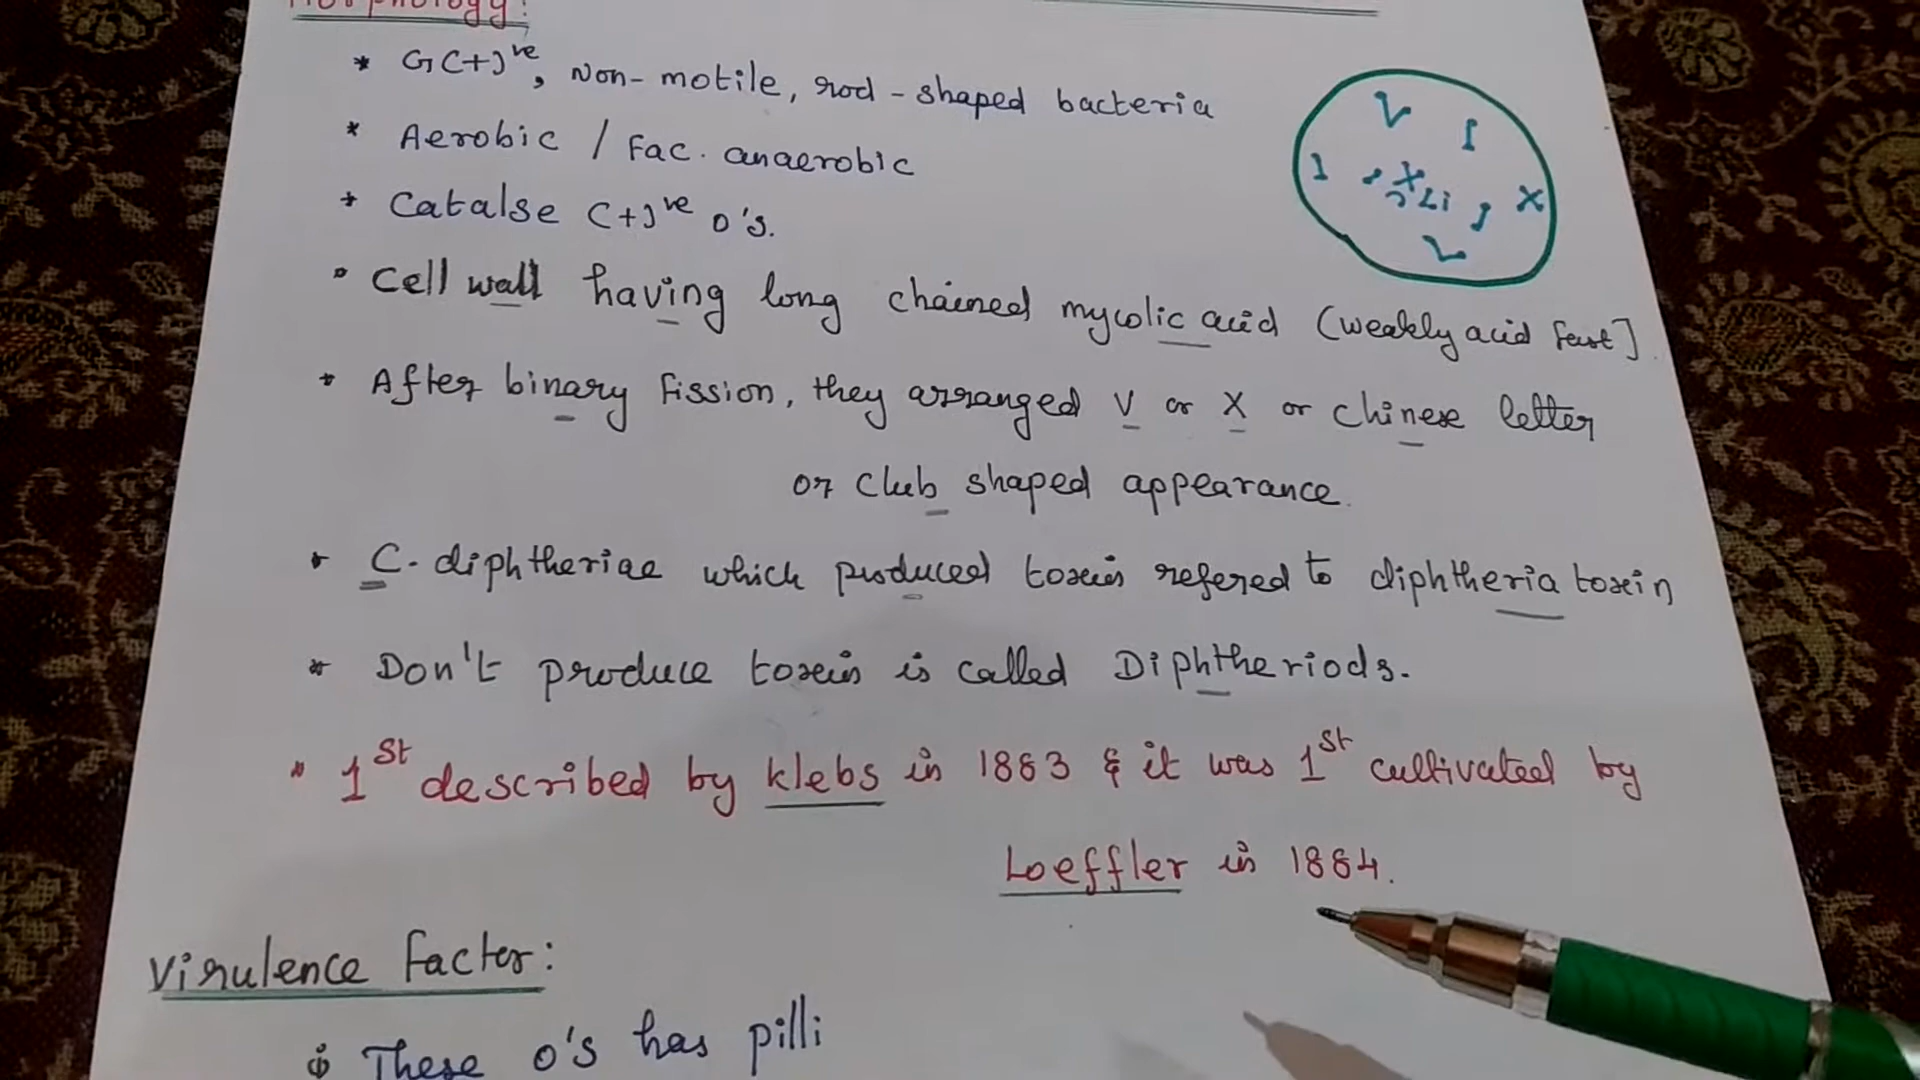 Morphology:
* G(+)ve, Non-motile, rod-shaped bacteria
* Aerobic / Fac. anaerobic
* Catalse (+)ve o's.
* Cell wall having long chained mycolic acid (weakly acid fast]
* After binary fission, they arranged V or X or chinese letter
or club shaped appearance.
* C. diphtheriae which produced toxin refered to diphtheria toxin
* Don't produce toxin is called Diphtheriods.
* 1st described by klebs in 1883 & it was 1st cultivated by
Loeffler in 1884.
Virulence factor:
i These o's has pilli